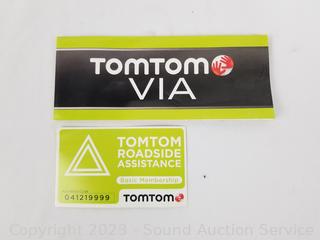 TOMTOM
VIA
TOMTOM
ROADSIDE
ASSISTANCE
Basic Membership
041219999
TOMTOM
Copyright 2023 - Sound Auction Service